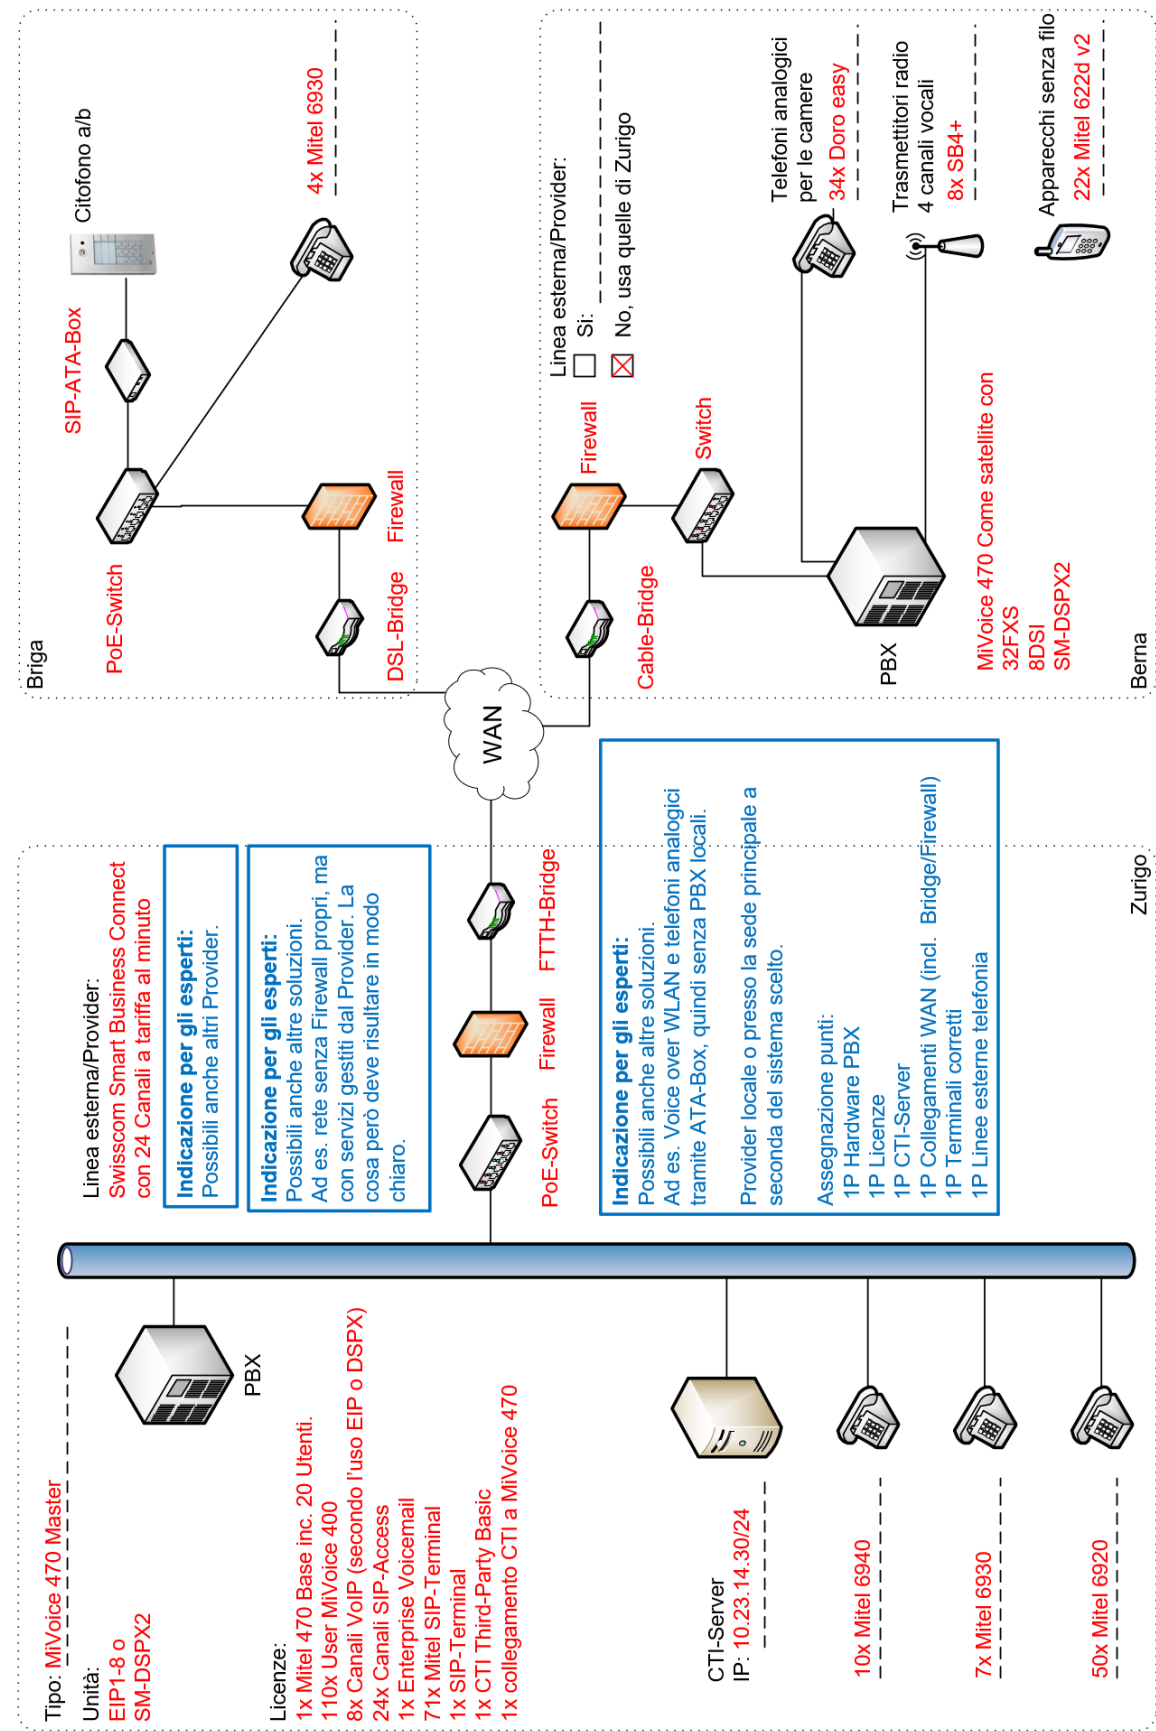 Tipo: MiVoice 470 Master
Unità:
EIP1-8 o
SM-DSPX2
PBX
Licenze:
1x Mitel 470 Base inc. 20 Utenti.
110x User MiVoice 400
8x Canali VoIP (secondo l'uso EIP o DSPX)
24x Canali SIP-Access
1x Enterprise Voicemail
71x Mitel SIP-Terminal
1x SIP-Terminal
1x CTI Third-Party Basic
1x collegamento CTI a MiVoice 470
CTI-Server
IP: 10.23.14.30/24
10x Mitel 6940
7x Mitel 6930
50x Mitel 6920
Linea esterna/Provider:
Swisscom Smart Business Connect
con 24 Canali a tariffa al minuto
Indicazione per gli esperti:
Possibili anche altri Provider.
Indicazione per gli esperti:
Possibili anche altre soluzioni.
Ad es. rete senza Firewall propri, ma
con servizi gestiti dal Provider. La
cosa però deve risultare in modo
chiaro.
PoE-Switch
Firewall
FTTH-Bridge
Indicazione per gli esperti:
Possibili anche altre soluzioni.
Ad es. Voice over WLAN e telefoni analogici
tramite ATA-Box, quindi senza PBX locali.
Provider locale o presso la sede principale a
seconda del sistema scelto.
Assegnazione punti:
1P Hardware PBX
1P Licenze
1P CTI-Server
1P Collegamenti WAN (incl. Bridge/Firewall)
1P Terminali corretti
1P Linee esterne telefonia
Zurigo
WAN
Briga
PoE-Switch
SIP-ATA-Box
Citofono a/b
4x Mitel 6930
DSL-Bridge
Firewall
Linea esterna/Provider:
Si:
No, usa quelle di Zurigo
Cable-Bridge
Firewall
Switch
Telefoni analogici
per le camere
34x Doro easy
Trasmettitori radio
4 canali vocali
8x SB4+
Apparecchi senza filo
22x Mitel 622d v2
PBX
MiVoice 470 Come satellite con
32FXS
8DSI
SM-DSPX2
Berna